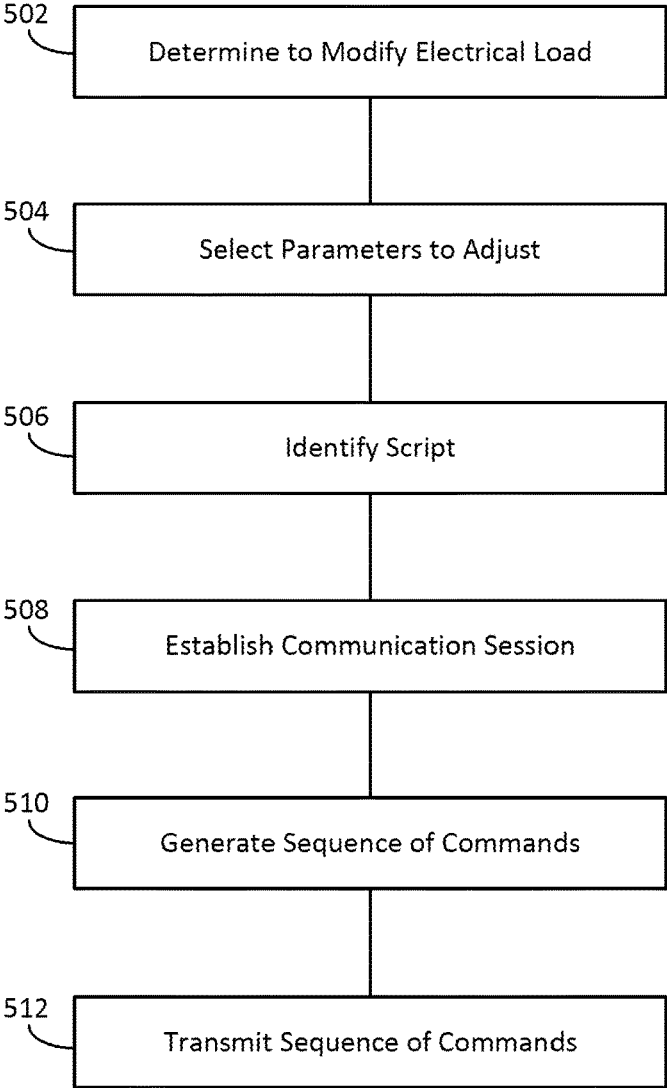 502
Determine to Modify Electrical Load
504
Select Parameters to Adjust
506
Identify Script
508
Establish Communication Session
510
Generate Sequence of Commands
512
Transmit Sequence of Commands